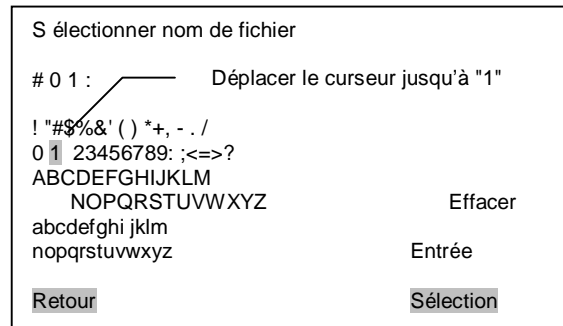 S électionner nom de fichier
# 0 1 : Déplacer le curseur jusqu'à "1"
! "#$%&' ( ) *+, - . /
0 1 23456789: ;<=>?
ABCDEFGHIJKLM
NOPQRSTUVWXYZ Effacer
abcdefghi jklm
nopqrstuvwxyz Entrée
Retour Sélection